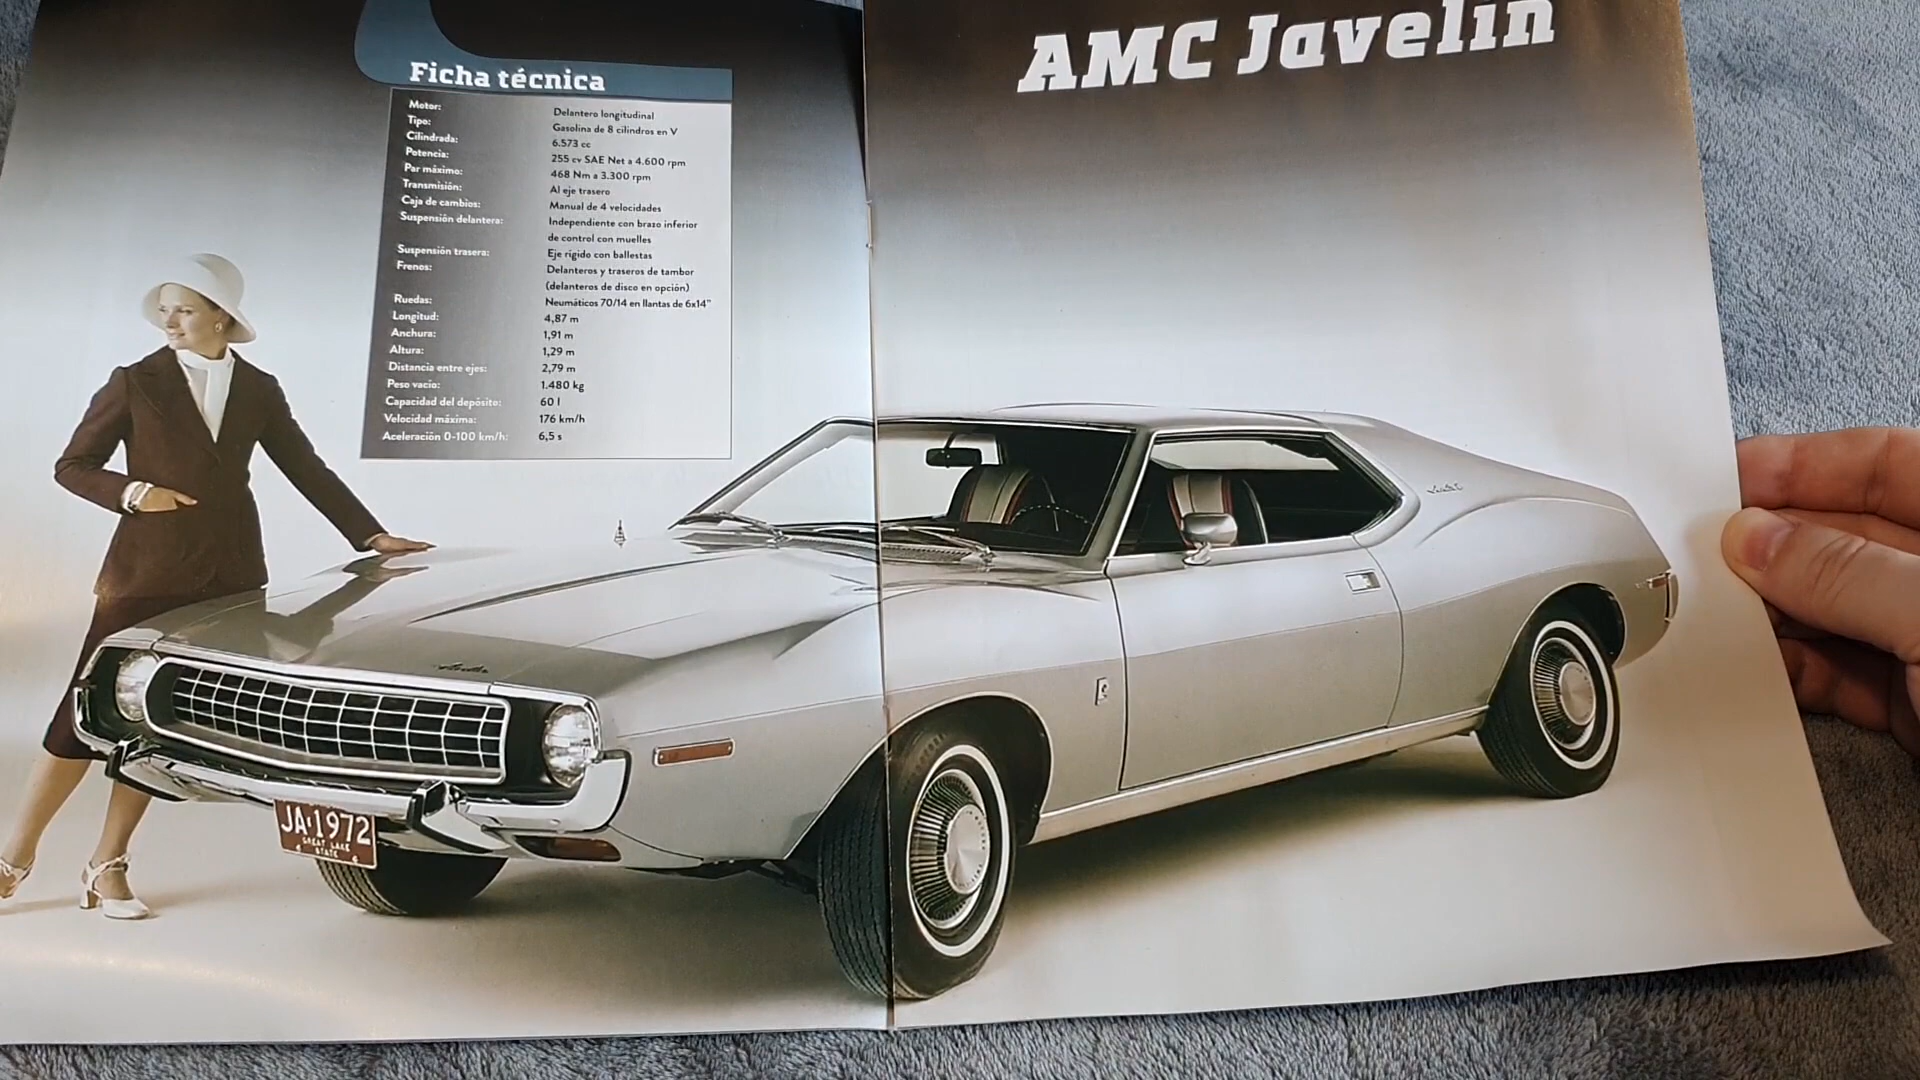 AMC Javelin
Ficha técnica
Motor: Delantero longitudinal
Tipo: Gasolina de 8 cilindros en V
Cilindrada: 6.573 cc
Potencia: 255 cv SAE Net a 4.600 rpm
Par máximo: 468 Nm a 3.300 rpm
Transmisión: Al eje trasero
Caja de cambios: Manual de 4 velocidades
Suspensión delantera: Independiente con brazo inferior
de control con muelles
Suspensión trasera: Eje rígido con ballestas
Frenos: Delanteros y traseros de tambor
(delanteros de disco en opción)
Ruedas: Neumáticos 70/14 en llantas de 6x14"
Longitud: 4,87 m
Anchura: 1,91 m
Altura: 1,29 m
Distancia entre ejes: 2,79 m
Peso vacío: 1.480 kg
Capacidad del depósito: 60 l
Velocidad máxima: 176 km/h
Aceleración 0-100 km/h: 6,5 s
JA·1972
GREAT LAKE
STATE